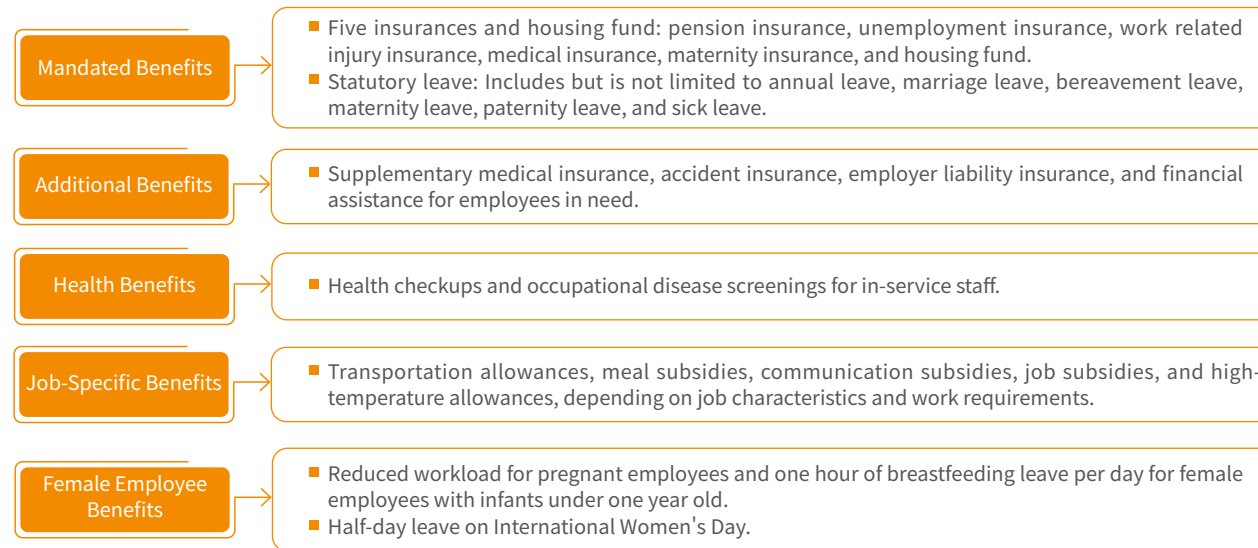 Mandated Benefits
Five insurances and housing fund: pension insurance, unemployment insurance, work related
injury insurance, medical insurance, maternity insurance, and housing fund.
Statutory leave: Includes but is not limited to annual leave, marriage leave, bereavement leave,
maternity leave, paternity leave, and sick leave.
Additional Benefits
Supplementary medical insurance, accident insurance, employer liability insurance, and financial
assistance for employees in need.
Health Benefits
Health checkups and occupational disease screenings for in-service staff.
Job-Specific Benefits
Transportation allowances, meal subsidies, communication subsidies, job subsidies, and high-
temperature allowances, depending on job characteristics and work requirements.
Female Employee
Benefits
Reduced workload for pregnant employees and one hour of breastfeeding leave per day for female
employees with infants under one year old.
Half-day leave on International Women's Day.